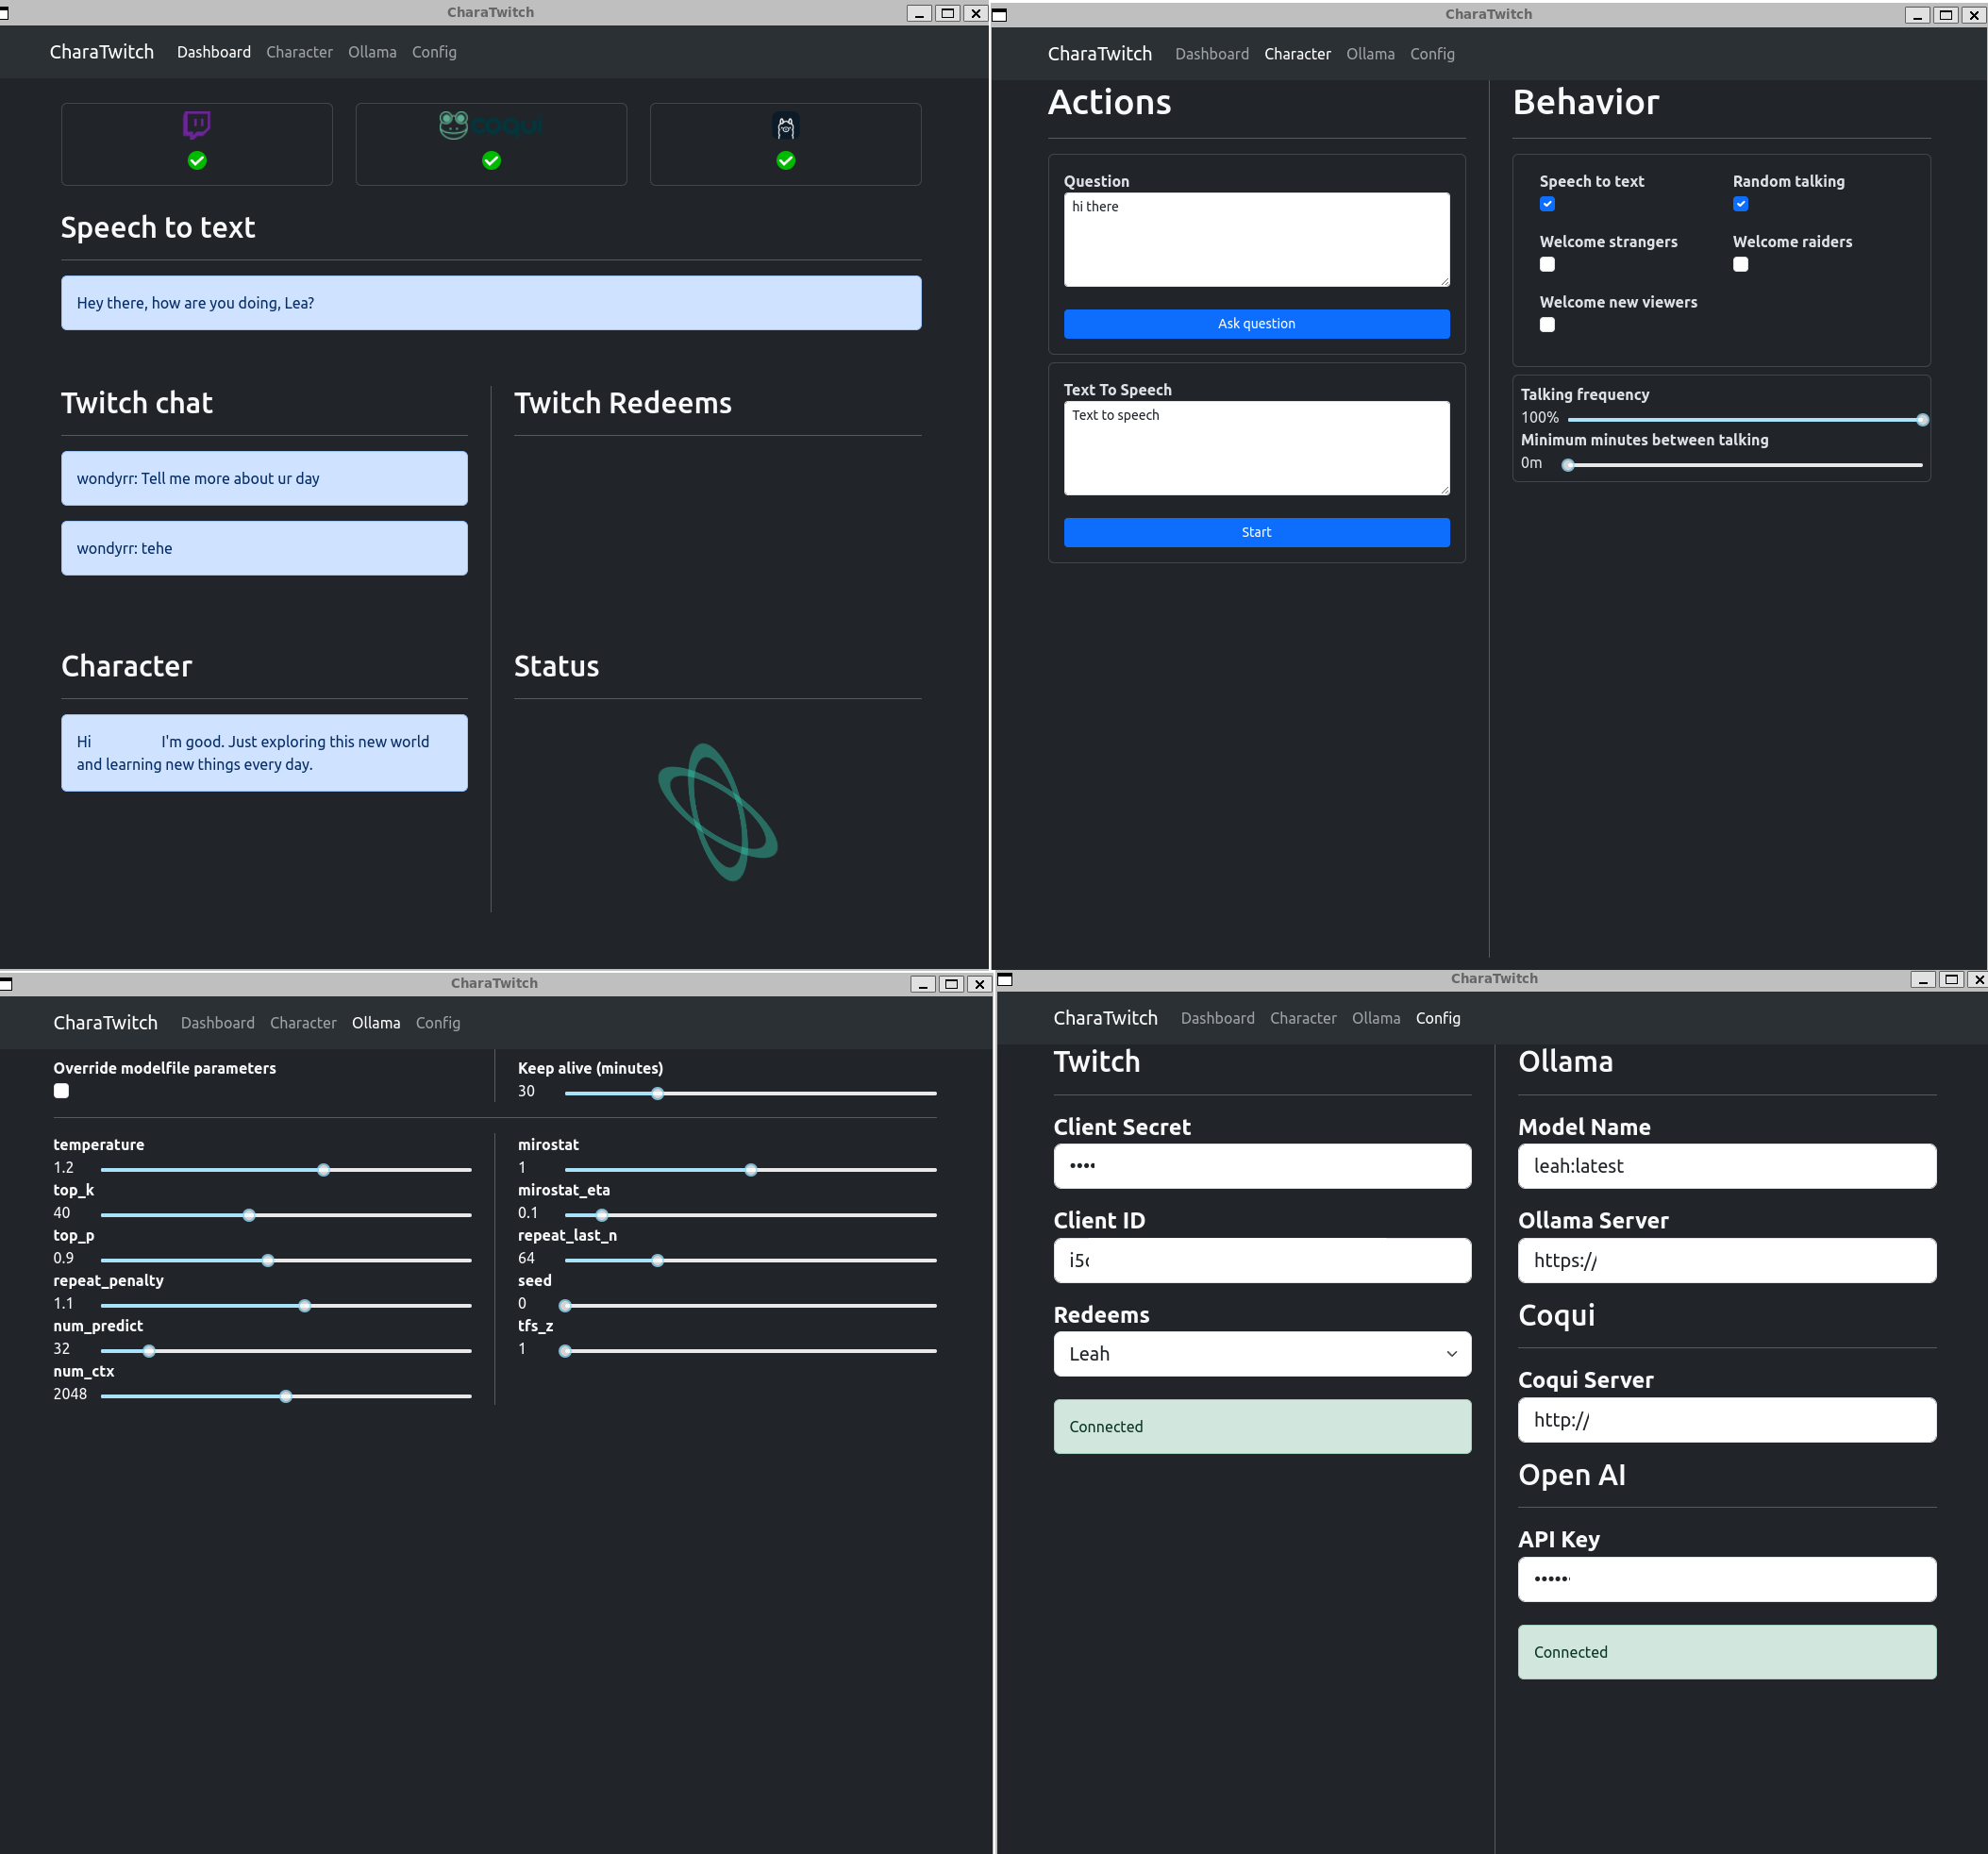 CharaTwitch
CharaTwitch Dashboard Character Ollama Config
coqui
Speech to text
Hey there, how are you doing, Lea?
Twitch chat
wondyrr: Tell me more about ur day
wondyrr: tehe
Twitch Redeems
Character
Hi I'm good. Just exploring this new world
and learning new things every day.
Status
CharaTwitch
CharaTwitch Dashboard Character Ollama Config
Actions
Question
hi there
Ask question
Text To Speech
Text to speech
Start
Behavior
Speech to text Random talking
Welcome strangers Welcome raiders
Welcome new viewers
Talking frequency
100%
Minimum minutes between talking
0m
CharaTwitch
CharaTwitch Dashboard Character Ollama Config
Override modelfile parameters
Keep alive (minutes)
30
temperature
1.2
top_k
40
top_p
0.9
repeat_penalty
1.1
num_predict
32
num_ctx
2048
mirostat
1
mirostat_eta
0.1
repeat_last_n
64
seed
0
tfs_z
1
CharaTwitch
CharaTwitch Dashboard Character Ollama Config
Twitch
Client Secret
••••
Client ID
Redeems
Leah
Connected
Ollama
Model Name
leah:latest
Ollama Server
https://
Coqui
Coqui Server
http://
Open AI
API Key
•••••
Connected